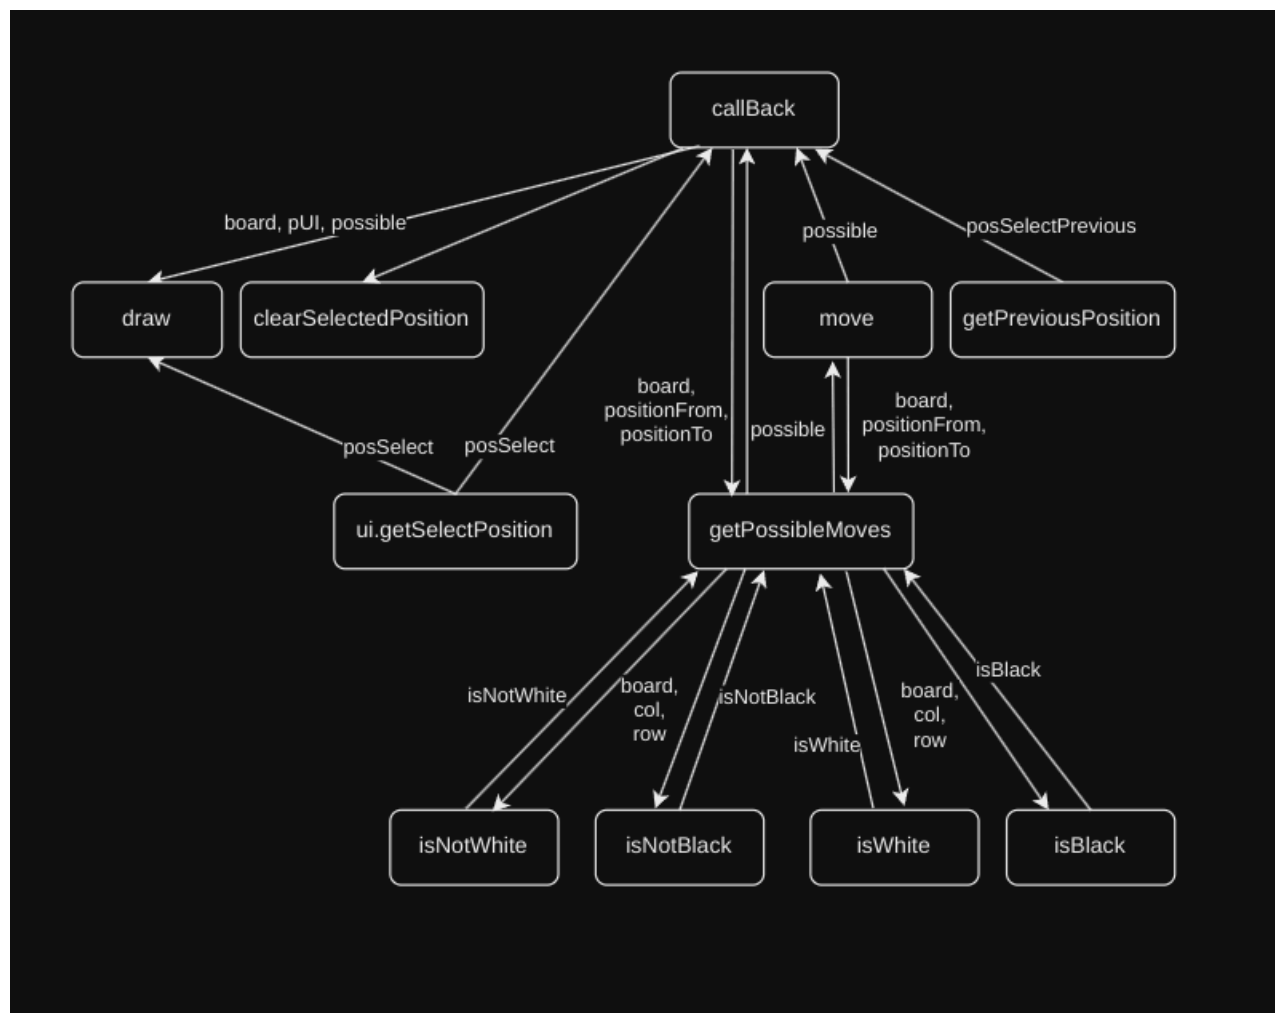 callBack
board, pUI, possible
possible
posSelectPrevious
draw
clearSelectedPosition
move
getPreviousPosition
board,
positionFrom,
positionTo
possible
board,
positionFrom,
positionTo
posSelect
posSelect
ui.getSelectPosition
getPossibleMoves
isNotWhite
board,
col,
row
isNotBlack
isWhite
board,
col,
row
isBlack
isNotWhite
isNotBlack
isWhite
isBlack